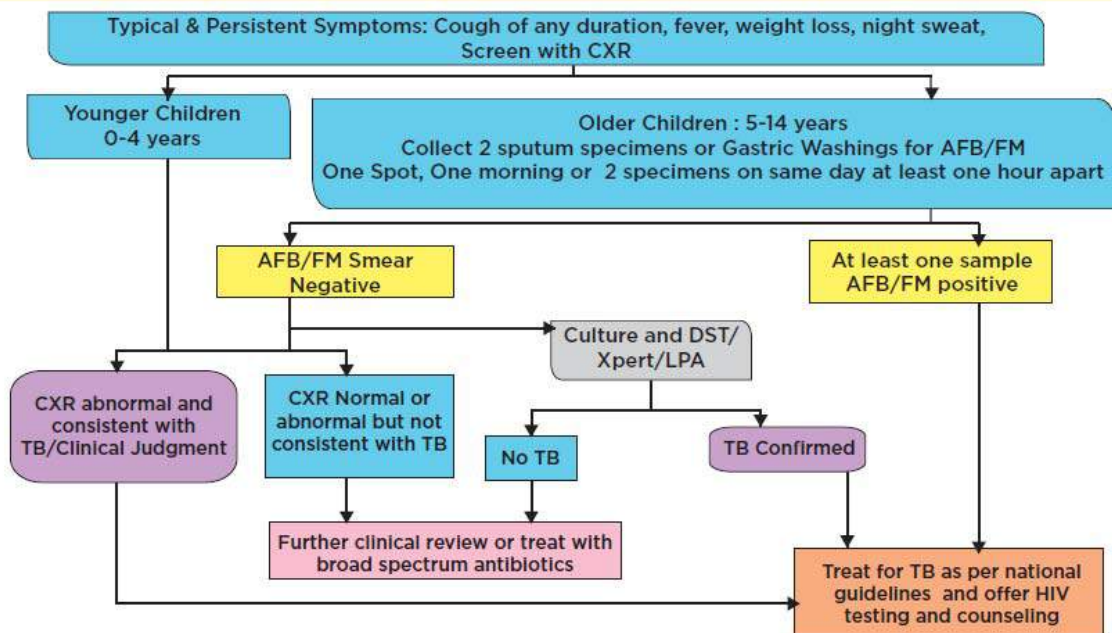 Typical & Persistent Symptoms: Cough of any duration, fever, weight loss, night sweat,
Screen with CXR
Younger Children
0-4 years
Older Children : 5-14 years
Collect 2 sputum specimens or Gastric Washings for AFB/FM
One Spot, One morning or 2 specimens on same day at least one hour apart
AFB/FM Smear
Negative
At least one sample
AFB/FM positive
Culture and DST/
Xpert/LPA
CXR abnormal and
consistent with
TB/Clinical Judgment
CXR Normal or
abnormal but not
consistent with TB
No TB
TB Confirmed
Further clinical review or treat with
broad spectrum antibiotics
Treat for TB as per national
guidelines and offer HIV
testing and counseling